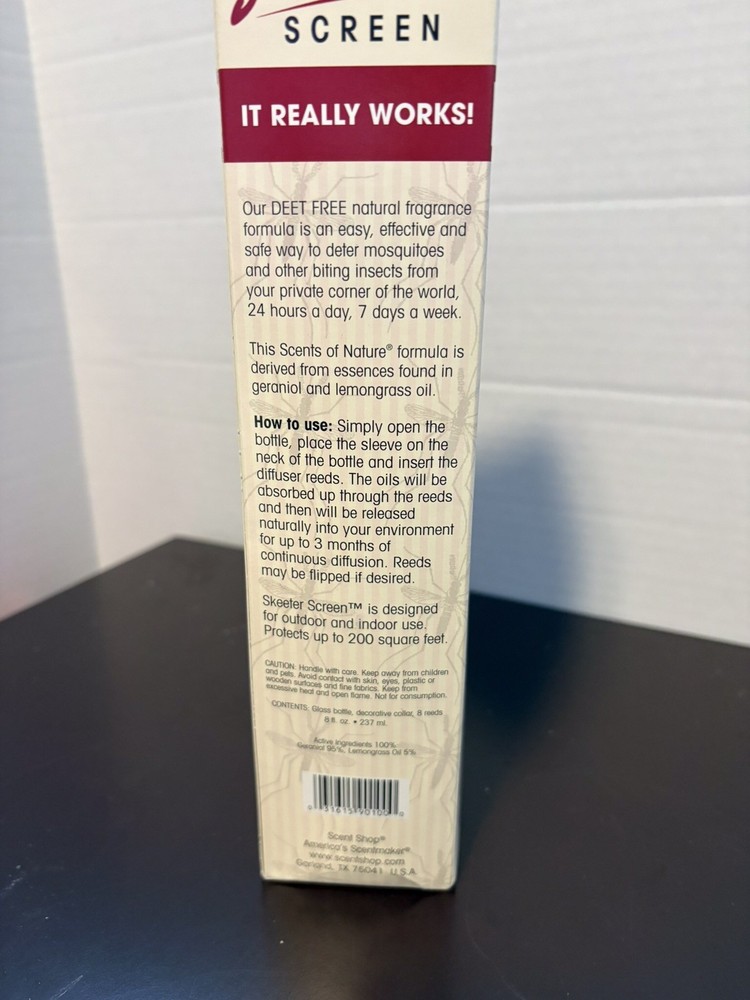 SCREEN
IT REALLY WORKS!
Our DEET FREE natural fragrance
formula is an easy, effective and
safe way to deter mosquitoes
and other biting insects from
your private corner of the world,
24 hours a day, 7 days a week.
This Scents of Nature® formula is
derived from essences found in
geraniol and lemongrass oil.
How to use: Simply open the
bottle, place the sleeve on the
neck of the bottle and insert the
diffuser reeds. The oils will be
absorbed up through the reeds
and then will be released
naturally into your environment
for up to 3 months of
continuous diffusion. Reeds
may be flipped if desired.
Skeeter Screen™ is designed
for outdoor and indoor use.
Protects up to 200 square feet.
CAUTION: Handle with care. Keep away from children
and pets. Avoid contact with skin, eyes, plastic or
wooden surfaces and fine fabrics. Keep from
excessive heat and open flame. Not for consumption.
CONTENTS: Glass bottle, decorative collar, 8 reeds
8 fl. oz. • 237 ml.
Active Ingredients 100%
Geraniol 95%, Lemongrass Oil 5%
Scent Shop®
America's Scentmaker®
www.scentshop.com
Garland, TX 75041 U.S.A